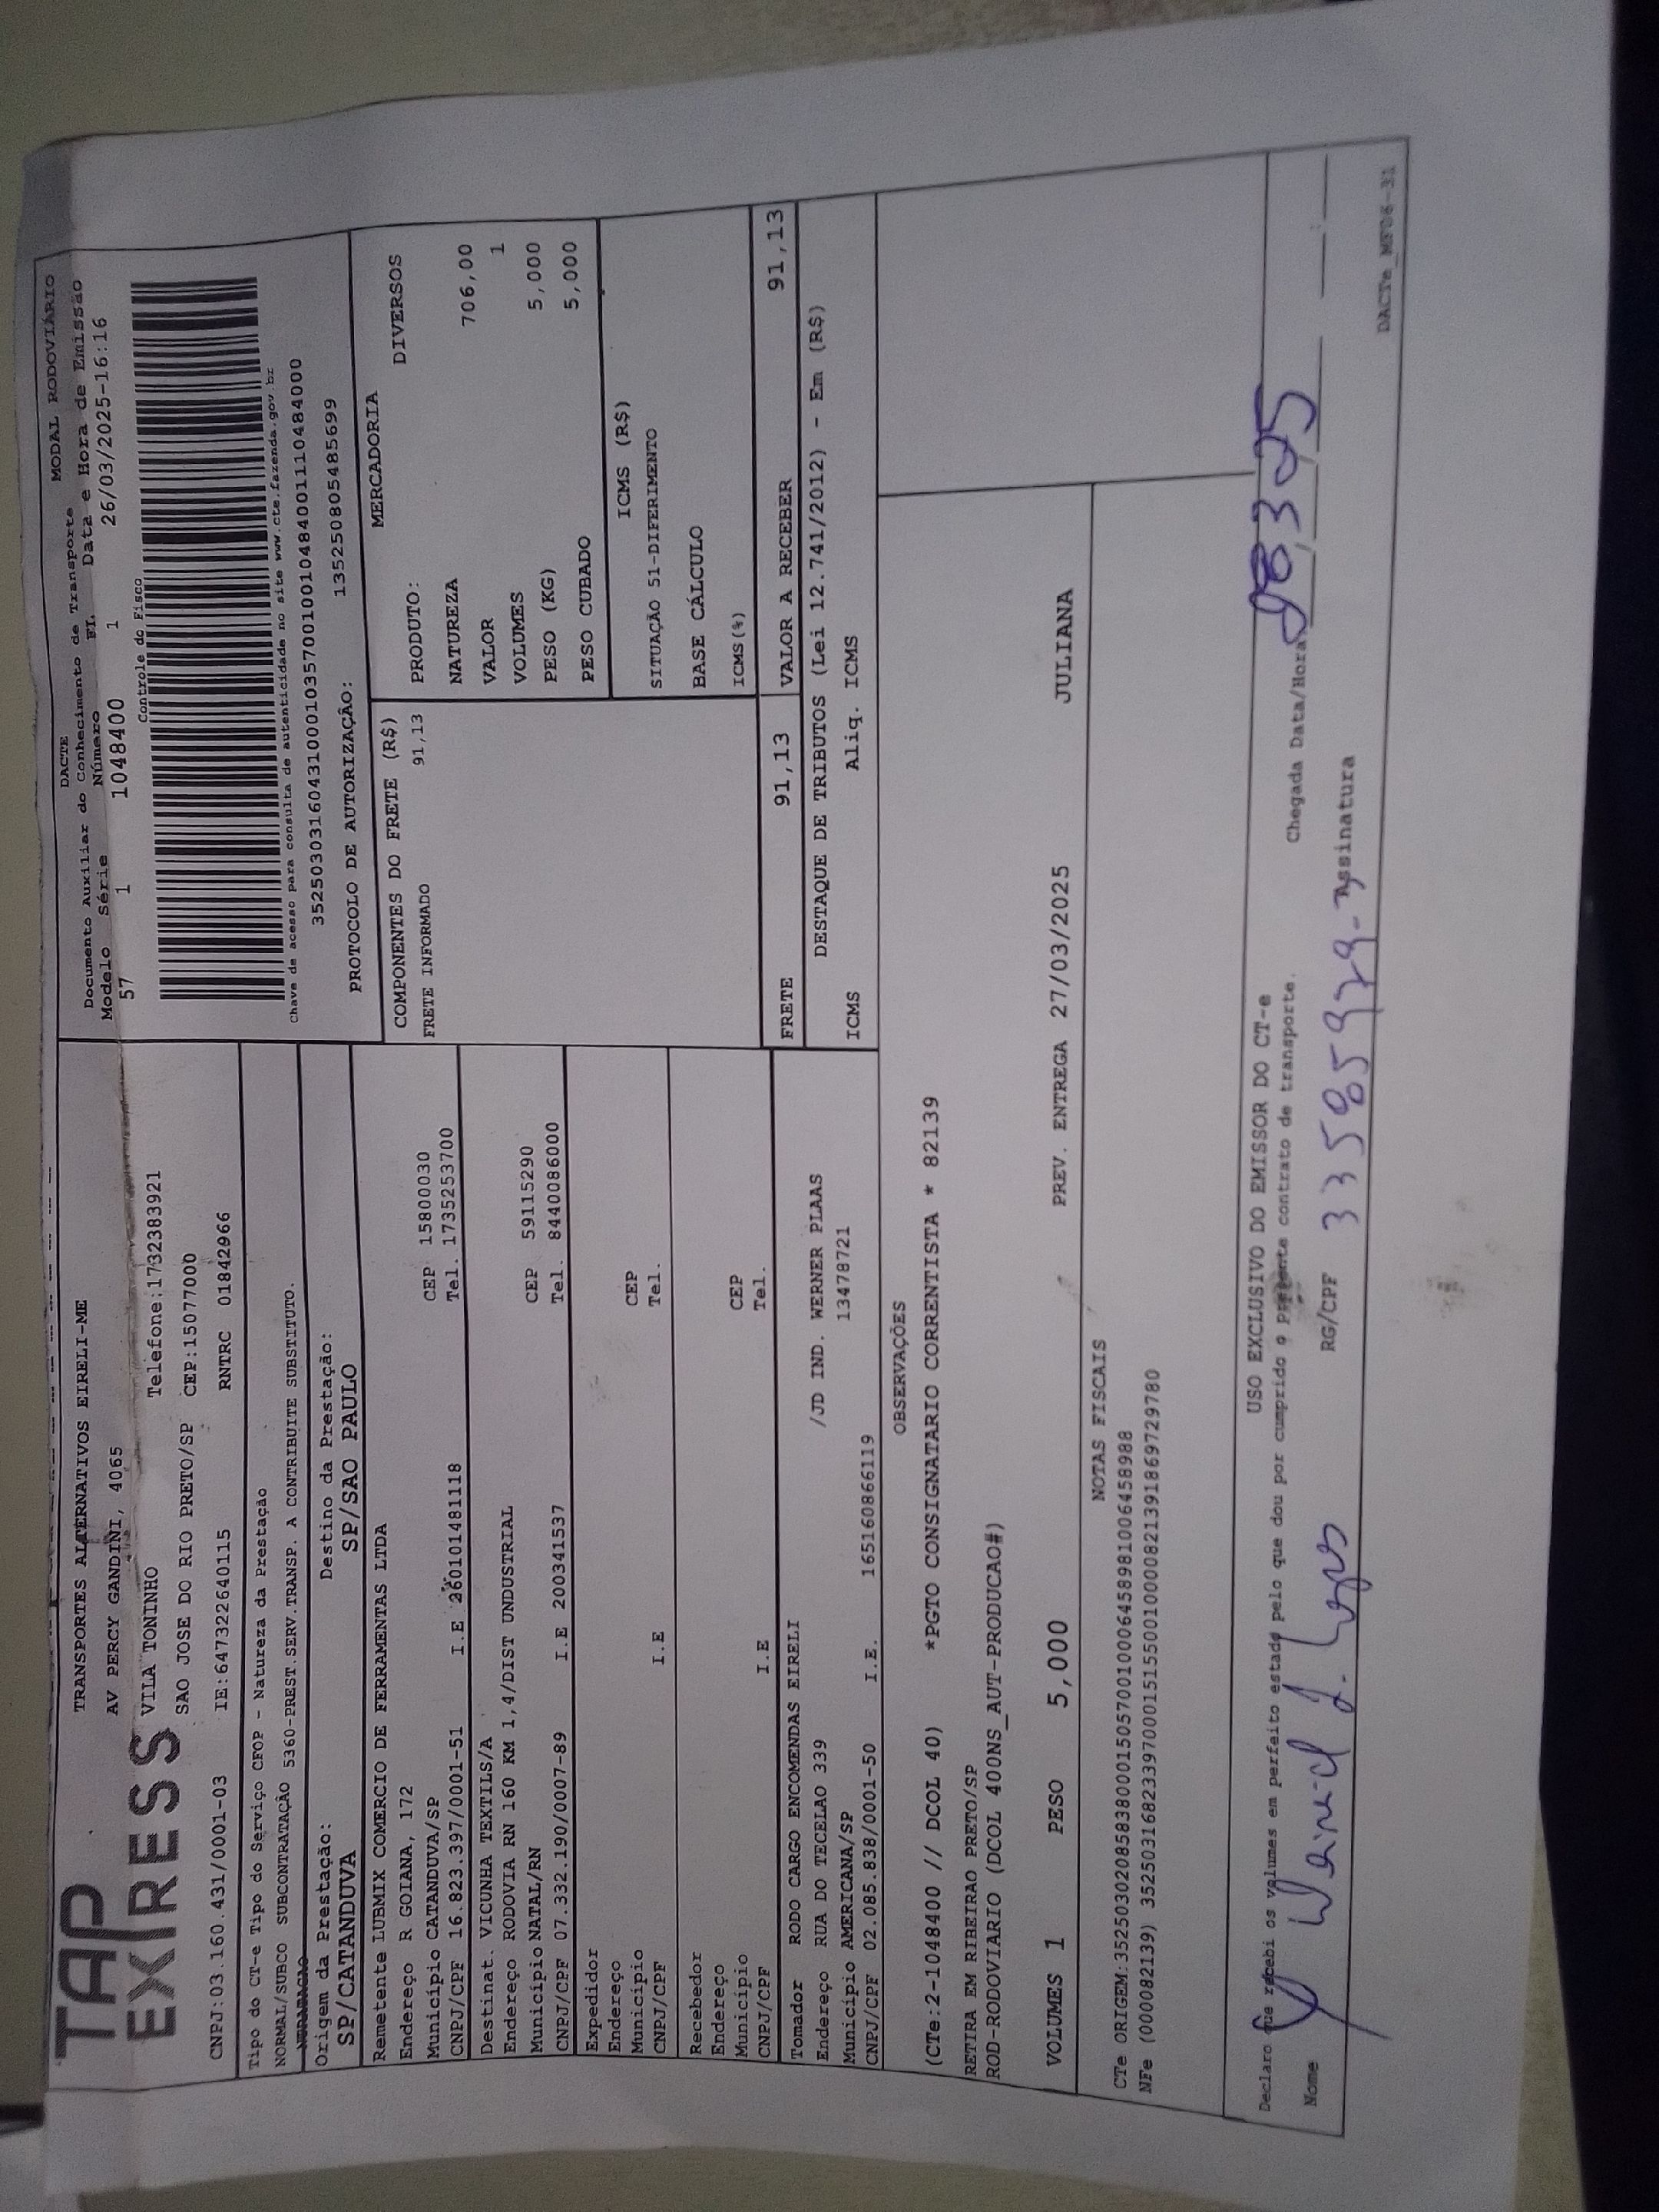 TAP
EXPRESS
TRANSPORTES ALTERNATIVOS EIRELI-ME
AV PERCY GANDINI, 4065
VILA TONINHO Telefone:1732383921
SAO JOSE DO RIO PRETO/SP CEP:15077000
CNPJ:03.160.431/0001-03 IE:647322640115 RNTRC 01842966
DACTE MODAL RODOVIÁRIO
Documento Auxiliar do Conhecimento de Transporte
Modelo Série Número FI. Data e Hora de Emissão
57 1 1048400 1 26/03/2025-16:16
Controle do Fisco
Chave de acesso para consulta de autenticidade no site www.cte.fazenda.gov.br
35250303160431000103570010010484001110484000
PROTOCOLO DE AUTORIZAÇÃO: 135250805485699
Tipo do CT-e Tipo do Serviço CFOP - Natureza da Prestação
NORMAL/SUBCO SUBCONTRATAÇÃO 5360-PREST.SERV.TRANSP. A CONTRIBUITE SUBSTITUTO.
Origem da Prestação: Destino da Prestação:
SP/CATANDUVA SP/SAO PAULO
Remetente LUBMIX COMERCIO DE FERRAMENTAS LTDA
Endereço R GOIANA, 172 CEP 15800030
Município CATANDUVA/SP Tel. 1735253700
CNPJ/CPF 16.823.397/0001-51 I.E 260101481118
Destinat. VICUNHA TEXTILS/A
Endereço RODOVIA RN 160 KM 1,4/DIST UNDUSTRIAL CEP 59115290
Município NATAL/RN Tel. 8440086000
CNPJ/CPF 07.332.190/0007-89 I.E 200341537
Expedidor
Endereço CEP
Município Tel.
CNPJ/CPF I.E
Recebedor
Endereço
Município CEP
CNPJ/CPF I.E Tel.
Tomador RODO CARGO ENCOMENDAS EIRELI
Endereço RUA DO TECELAO 339 /JD IND. WERNER PLAAS
Município AMERICANA/SP 13478721
CNPJ/CPF 02.085.838/0001-50 I.E. 165160866119
COMPONENTES DO FRETE (R$)
FRETE INFORMADO 91,13
MERCADORIA
PRODUTO: DIVERSOS
NATUREZA
VALOR 706,00
VOLUMES 1
PESO (KG) 5,000
PESO CUBADO 5,000
ICMS (R$)
SITUAÇÃO 51-DIFERIMENTO
BASE CÁLCULO
ICMS(%)
FRETE 91,13 VALOR A RECEBER 91,13
DESTAQUE DE TRIBUTOS (Lei 12.741/2012) - Em (R$)
ICMS Aliq. ICMS
OBSERVAÇÕES
(CTe:2-1048400 // DCOL 40) *PGTO CONSIGNATARIO CORRENTISTA * 82139
RETIRA EM RIBEIRAO PRETO/SP
ROD-RODOVIARIO (DCOL 400NS_AUT-PRODUCAO#)
VOLUMES 1 PESO 5,000 PREV. ENTREGA 27/03/2025 JULIANA
NOTAS FISCAIS
CTe ORIGEM:35250302085838000150570010006458981006458988
NFe (000082139) 35250316823397000151550010000821391869729780
USO EXCLUSIVO DO EMISSOR DO CT-e
Declaro que recebi os volumes em perfeito estado pelo que dou por cumprido o presente contrato de transporte.
Chegada Data/Hora
Nome RG/CPF 33585979-7 Assinatura
DACTe_MF06-31